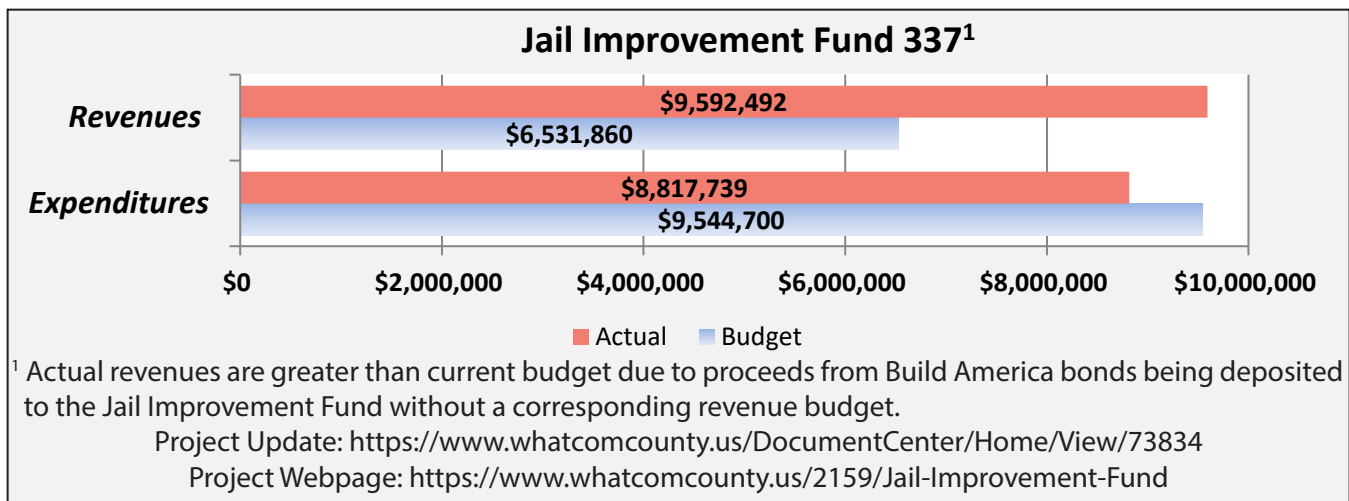 Jail Improvement Fund 337¹
Revenues
$9,592,492
$6,531,860
Expenditures
$8,817,739
$9,544,700
$0 $2,000,000 $4,000,000 $6,000,000 $8,000,000 $10,000,000
Actual Budget
¹ Actual revenues are greater than current budget due to proceeds from Build America bonds being deposited
to the Jail Improvement Fund without a corresponding revenue budget.
Project Update: https://www.whatcomcounty.us/DocumentCenter/Home/View/73834
Project Webpage: https://www.whatcomcounty.us/2159/Jail-Improvement-Fund